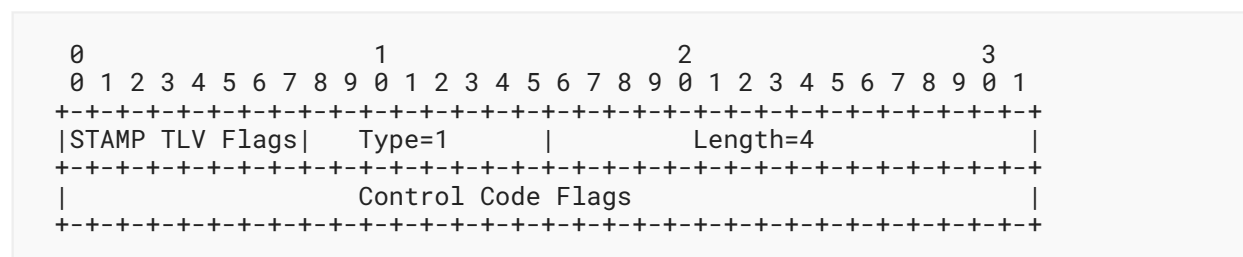 0                   1                   2                   3
 0 1 2 3 4 5 6 7 8 9 0 1 2 3 4 5 6 7 8 9 0 1 2 3 4 5 6 7 8 9 0 1
+-+-+-+-+-+-+-+-+-+-+-+-+-+-+-+-+-+-+-+-+-+-+-+-+-+-+-+-+-+-+-+-+
|STAMP TLV Flags|   Type=1      |         Length=4              |
+-+-+-+-+-+-+-+-+-+-+-+-+-+-+-+-+-+-+-+-+-+-+-+-+-+-+-+-+-+-+-+-+
|                   Control Code Flags                          |
+-+-+-+-+-+-+-+-+-+-+-+-+-+-+-+-+-+-+-+-+-+-+-+-+-+-+-+-+-+-+-+-+